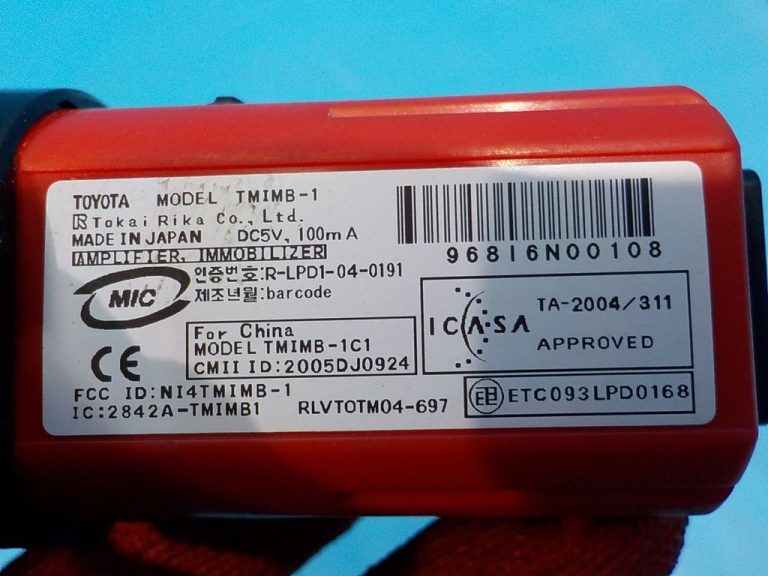 TOYOTA MODEL TMIMB-1
Tokai Rika Co., Ltd.
MADE IN JAPAN DC5V, 100mA
AMPLIFIER, IMMOBILIZER
96816N00108
MIC
인증번호:R-LPD1-04-0191
제조년월:barcode
For China
MODEL TMIMB-1C1
CMII ID:2005DJ0924
ICASA
TA-2004/311
APPROVED
CE
FCC ID:NI4TMIMB-1
IC:2842A-TMIMB1 RLVTOTM04-697
ETC093LPD0168